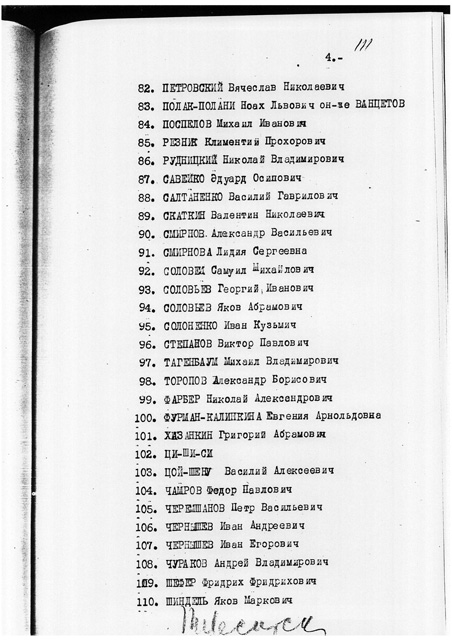 111
4.-
82. ПЕТРОВСКИЙ Вячеслав Николаевич
83. ПОЛАК-ПОЛАНИ Ноах Львович он-же ВАНЦЕТОВ
84. ПОСПЕЛОВ Михаил Иванович
85. РЕЗНИК Климентий Прохорович
86. РУДНИЦКИЙ Николай Владимирович
87. САВЕЙКО Эдуард Осипович
88. САЛТАНЕНКО Василий Гаврилович
89. СКАТКИН Валентин Николаевич
90. СМИРНОВ Александр Васильевич
91. СМИРНОВА Лидия Сергеевна
92. СОЛОВЕЙ Самуил Михайлович
93. СОЛОВЬЕВ Георгий Иванович
94. СОЛОВЬЕВ Яков Абрамович
95. СОЛОНЕНКО Иван Кузьмич
96. СТЕПАНОВ Виктор Павлович
97. ТАГЕНБАУМ Михаил Владимирович
98. ТОРОПОВ Александр Борисович
99. ФАРБЕР Николай Александрович
100. ФУРМАН-КАЛИНКИНА Евгения Арнольдовна
101. ХАЗАНКИН Григорий Абрамович
102. ЦИ-ШИ-СИ
103. ЦОЙ-ШЕНУ Василий Алексеевич
104. ЧАМРОВ Федор Павлович
105. ЧЕРЕМШАНОВ Петр Васильевич
106. ЧЕРНЫШЕВ Иван Андреевич
107. ЧЕРНЫШЕВ Иван Егорович
108. ЧУРАКОВ Андрей Владимирович
109. ШЕФЕР Фридрих Фридрихович
110. ШИНДЕЛЬ Яков Маркович